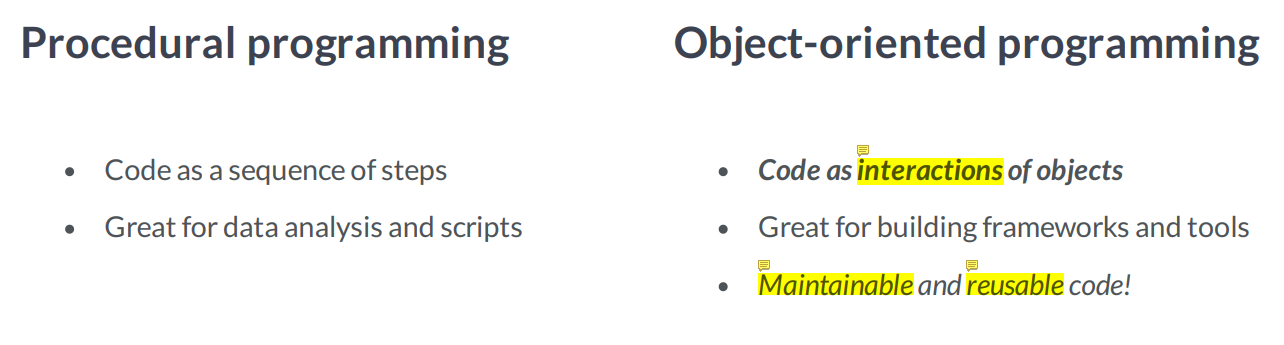 Procedural programming
• Code as a sequence of steps
• Great for data analysis and scripts
Object-oriented programming
• Code as interactions of objects
• Great for building frameworks and tools
• Maintainable and reusable code!